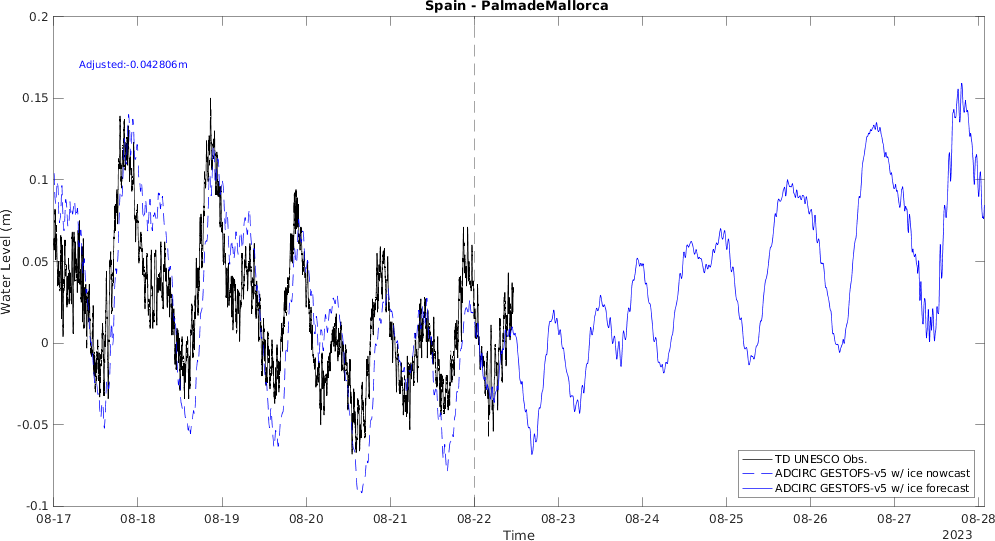 Spain - PalmadeMallorca
0.2
Adjusted:-0.042806m
0.15
0.1
0.05
0
-0.05
-0.1
Water Level (m)
TD UNESCO Obs.
ADCIRC GESTOFS-v5 w/ ice nowcast
ADCIRC GESTOFS-v5 w/ ice forecast
08-17 08-18 08-19 08-20 08-21 08-22 08-23 08-24 08-25 08-26 08-27 08-28
Time
2023